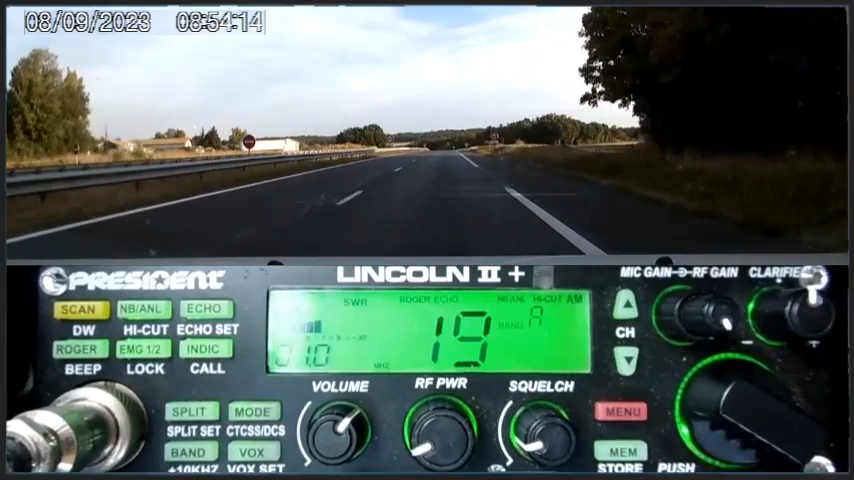 08/09/2023 08:54:14
PRESIDENT LINCOLN II + MIC GAIN RF GAIN CLARIFIER
SCAN NB/ANL ECHO
DW HI-CUT ECHO SET
ROGER EMG 1/2 INDIC
BEEP LOCK CALL
SWR ROGER ECHO NB/ANL HI-CUT AM
19 BAND A
MHZ
CH
VOLUME RF PWR SQUELCH
SPLIT MODE
SPLIT SET CTCSS/DCS
BAND VOX
+10KHZ VOX SET
MENU
MEM
STORE PUSH